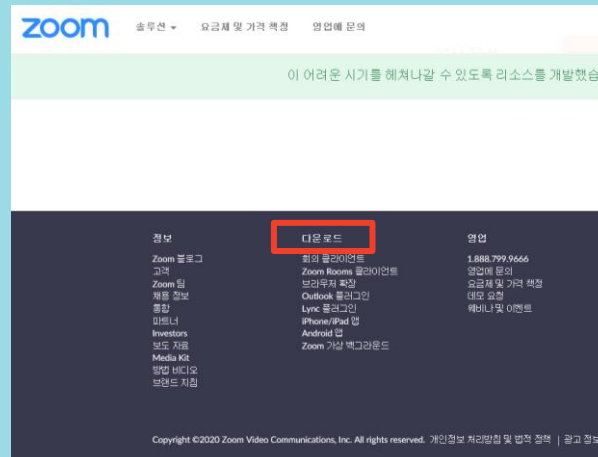 zoom
솔루션 요금제 및 가격 책정 영업에 문의
이 어려운 시기를 헤쳐나갈 수 있도록 리소스를 개발했습
정보
Zoom 블로그
고객
Zoom 팀
채용 정보
통합
파트너
Investors
보도 자료
Media Kit
방법 비디오
브랜드 지침
다운로드
회의 클라이언트
Zoom Rooms 클라이언트
브라우저 확장
Outlook 플러그인
Lync 플러그인
iPhone/iPad 앱
Android 앱
Zoom 가상 백그라운드
영업
1.888.799.9666
영업에 문의
요금제 및 가격 책정
데모 요청
웨비나 및 이벤트
Copyright ©2020 Zoom Video Communications, Inc. All rights reserved. 개인정보 처리방침 및 법적 정책 | 광고 정보